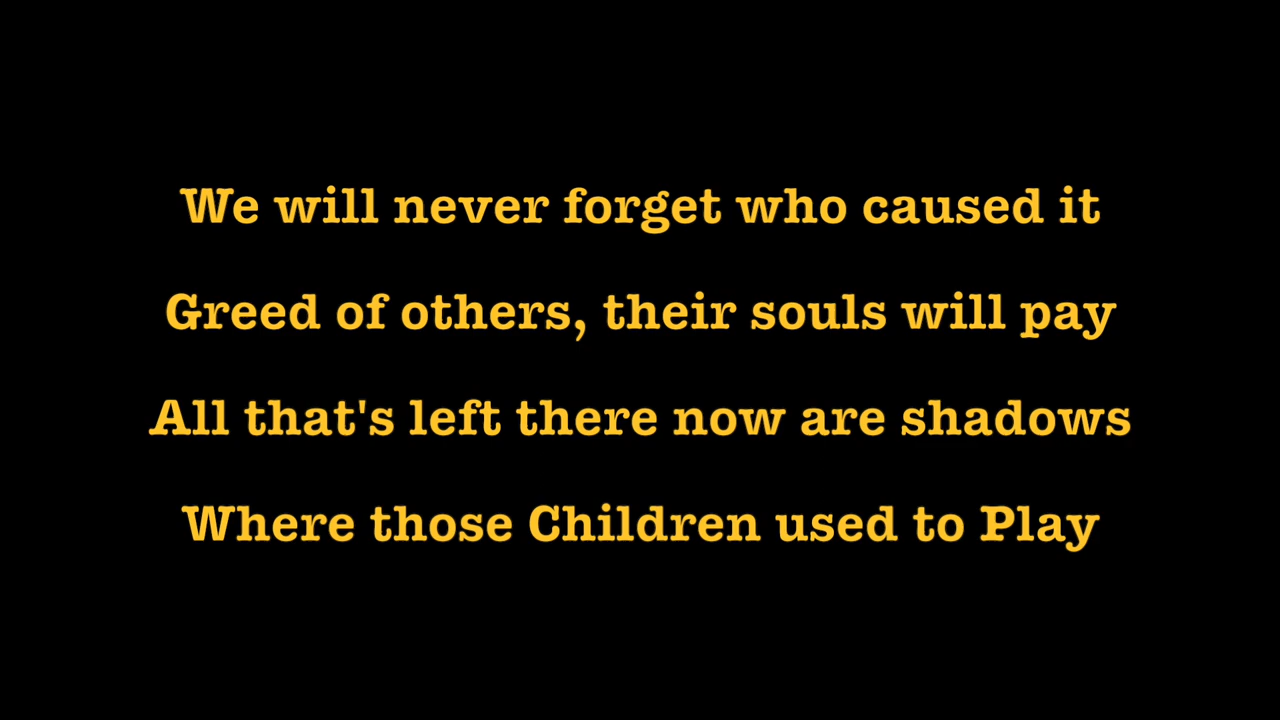 We will never forget who caused it
Greed of others, their souls will pay
All that's left there now are shadows
Where those Children used to Play